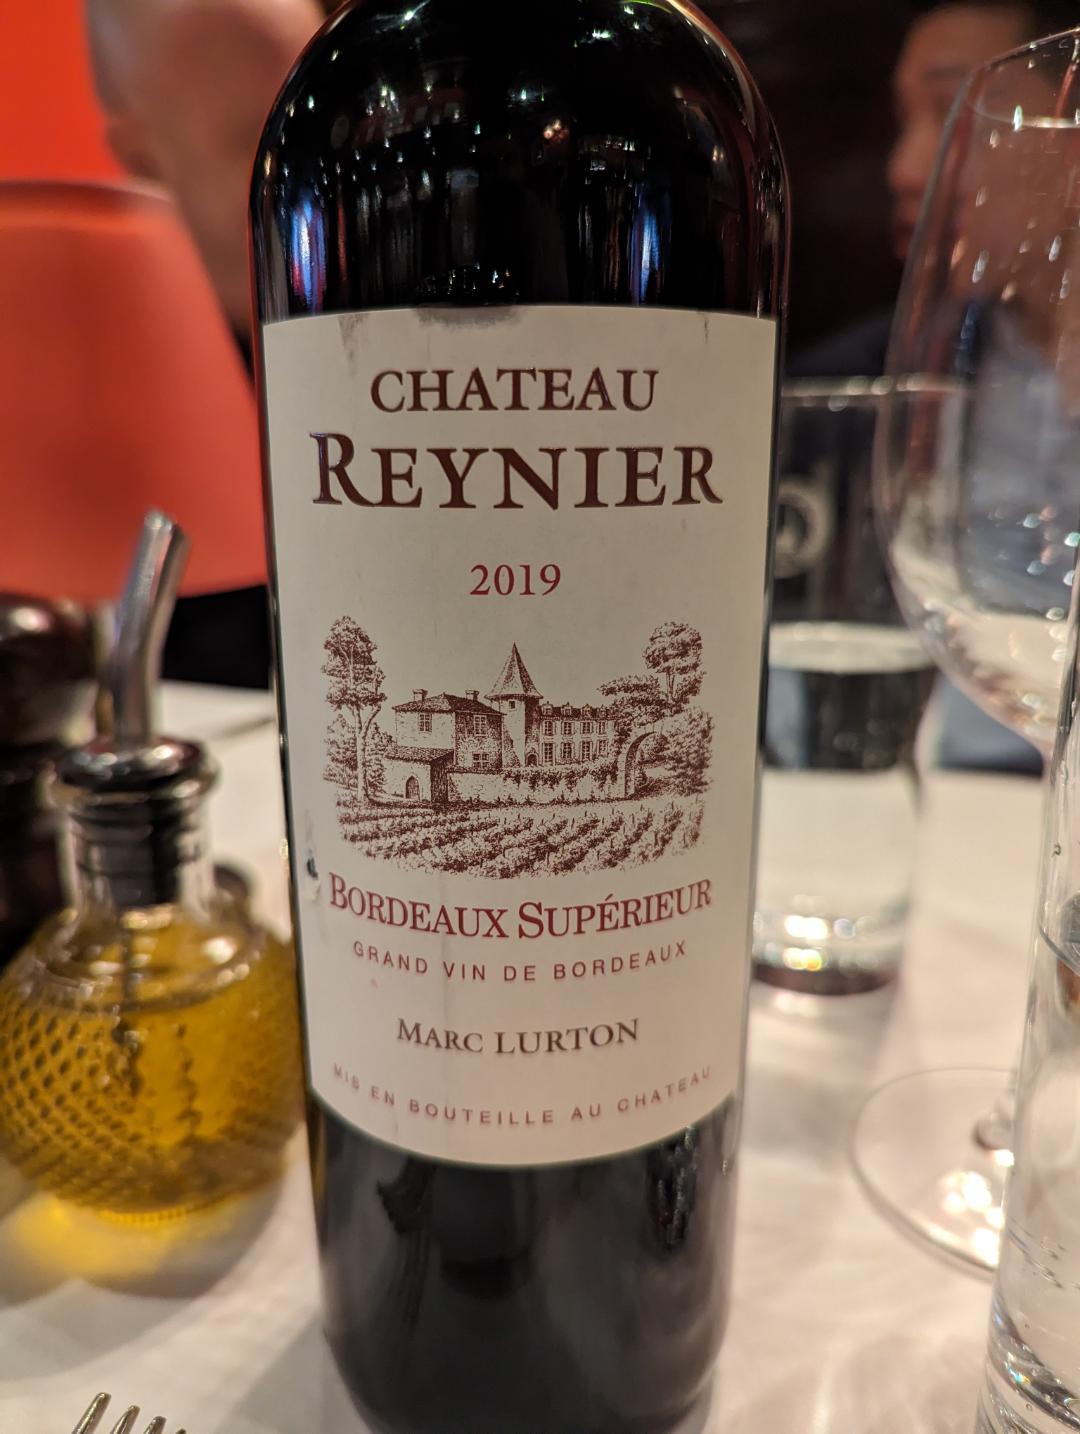 CHATEAU
REYNIER
2019
BORDEAUX SUPÉRIEUR
GRAND VIN DE BORDEAUX
MARC LURTON
MIS EN BOUTEILLE AU CHATEAU